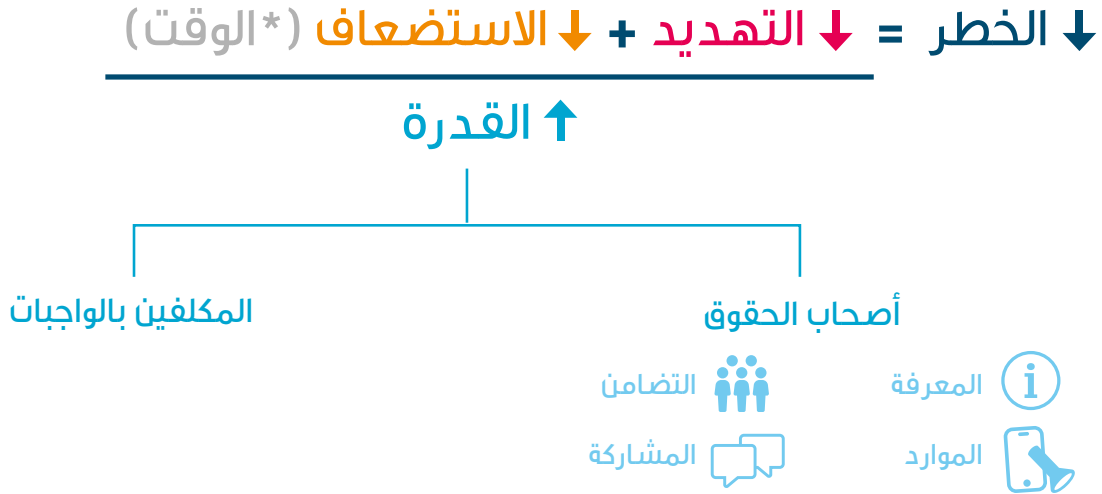 الخطر = التهديد + الاستضعاف (*الوقت)
القدرة
أصحاب الحقوق
المكلفين بالواجبات
المعرفة
التضامن
الموارد
المشاركة